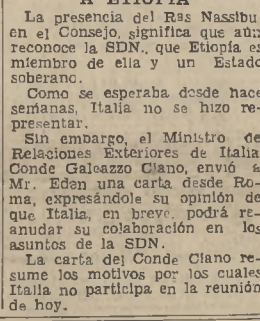 A ETIOPIA
La presencia del Ras Nassibu
en el Consejo, significa que aún
reconoce la SDN., que Etiopía es
miembro de ella y un Estado
soberano.
Como se esperaba desde hace
semanas, Italia no se hizo re-
presentar.
Sin embargo, el Ministro de
Relaciones Exteriores de Italia
Conde Galeazzo Ciano, envió a
Mr. Eden una carta desde Ro-
ma, expresándole su opinión de
que Italia, en breve, podrá re-
anudar su colaboración en los
asuntos de la SDN.
La carta del Conde Ciano re-
sume los motivos por los cuales
Italia no participa en la reunión
de hoy.